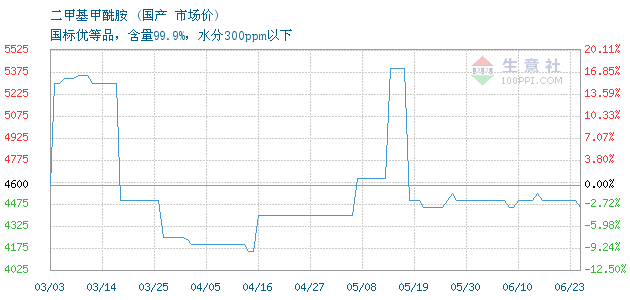 二甲基甲酰胺 (国产 市场价)
国标优等品，含量99.9%，水分300ppm以下
生意社
100PPI.COM
5525 20.11%
5375 16.85%
5225 13.59%
5075 10.33%
4925 7.07%
4775 3.80%
4600 0.00%
4475 -2.72%
4325 -5.98%
4175 -9.24%
4025 -12.50%
03/03 03/14 03/25 04/05 04/16 04/27 05/08 05/19 05/30 06/10 06/23